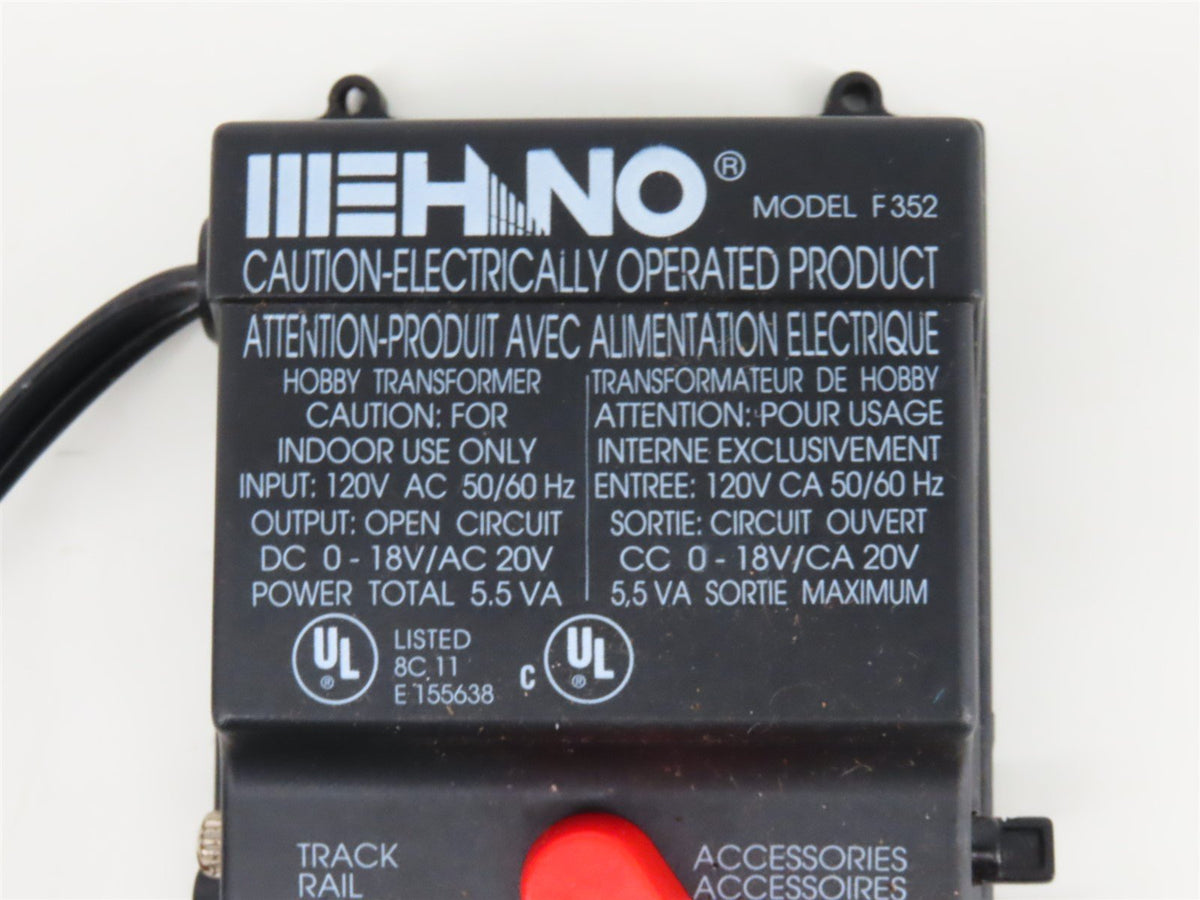 EHNO®
MODEL F352
CAUTION-ELECTRICALLY OPERATED PRODUCT
ATTENTION-PRODUIT AVEC ALIMENTATION ELECTRIQUE
HOBBY TRANSFORMER
CAUTION: FOR
INDOOR USE ONLY
INPUT: 120V AC 50/60 Hz
OUTPUT: OPEN CIRCUIT
DC 0 - 18V/AC 20V
POWER TOTAL 5.5 VA
TRANSFORMATEUR DE HOBBY
ATTENTION: POUR USAGE
INTERNE EXCLUSIVEMENT
ENTREE: 120V CA 50/60 Hz
SORTIE: CIRCUIT OUVERT
CC 0 - 18V/CA 20V
5,5 VA SORTIE MAXIMUM
UL®
LISTED
8C 11
E 155638
C UL®
TRACK
RAIL
ACCESSORIES
ACCESSOIRES